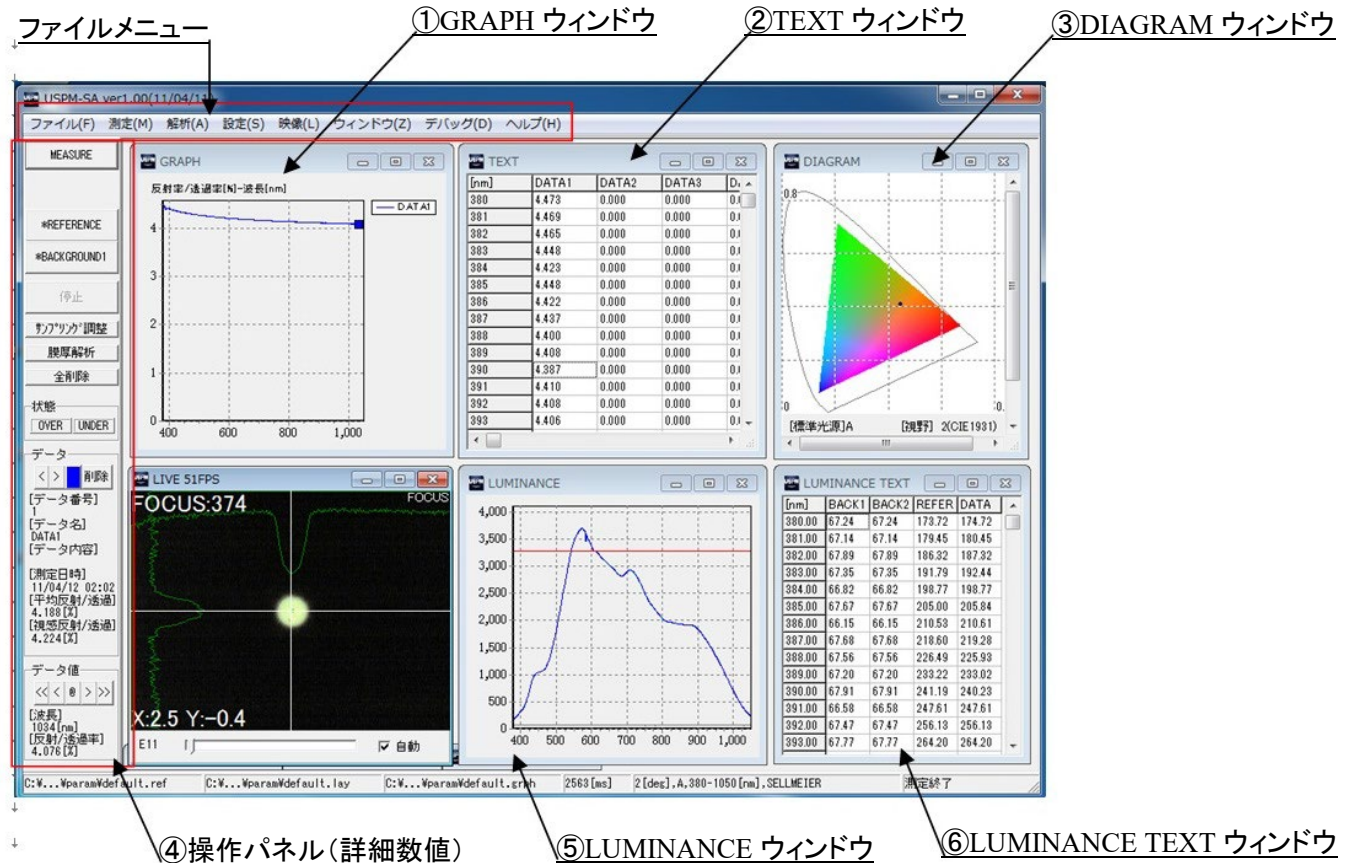 ファイルメニュー
①GRAPH ウィンドウ
②TEXT ウィンドウ
③DIAGRAM ウィンドウ
USPM-SA ver1.00(11/04/11)
ファイル(F) 測定(M) 解析(A) 設定(S) 映像(L) ウィンドウ(Z) デバッグ(D) ヘルプ(H)
MEASURE
*REFERENCE
*BACKGROUND1
停止
ｻﾝﾌﾟﾘﾝｸﾞ調整
膜厚解析
全削除
状態
OVER UNDER
データ
< > 削除
[データ番号]
1
[データ名]
DATA1
[データ内容]
[測定日時]
11/04/12 02:02
[平均反射/透過]
4.188[%]
[視感反射/透過]
4.224[%]
データ値
<< < @ > >>
[波長]
1034[nm]
[反射/透過率]
4.076[%]
GRAPH
反射率/透過率[%]-波長[nm]
DATA1
4
3
2
1
0
400 600 800 1,000
TEXT
[nm] DATA1 DATA2 DATA3
380 4.473 0.000 0.000
381 4.469 0.000 0.000
382 4.465 0.000 0.000
383 4.448 0.000 0.000
384 4.423 0.000 0.000
385 4.448 0.000 0.000
386 4.422 0.000 0.000
387 4.437 0.000 0.000
388 4.400 0.000 0.000
389 4.408 0.000 0.000
390 4.387 0.000 0.000
391 4.410 0.000 0.000
392 4.408 0.000 0.000
393 4.406 0.000 0.000
DIAGRAM
0.8
0 0.
[標準光源]A [視野] 2(CIE1931)
LIVE 51FPS
FOCUS:374 FOCUS
X:2.5 Y:-0.4
E11 自動
LUMINANCE
4,000
3,500
3,000
2,500
2,000
1,500
1,000
500
0
400 500 600 700 800 900 1,000
LUMINANCE TEXT
[nm] BACK1 BACK2 REFER DATA
380.00 67.24 67.24 173.72 174.72
381.00 67.14 67.14 179.45 180.45
382.00 67.89 67.89 186.32 187.32
383.00 67.35 67.35 191.79 192.44
384.00 66.82 66.82 198.77 198.77
385.00 67.67 67.67 205.00 205.84
386.00 66.15 66.15 210.53 210.61
387.00 67.68 67.68 218.60 219.28
388.00 67.56 67.56 226.49 225.93
389.00 67.20 67.20 233.22 233.02
390.00 67.91 67.91 241.19 240.23
391.00 66.58 66.58 247.61 247.61
392.00 67.47 67.47 256.13 256.13
393.00 67.77 67.77 264.20 264.20
C:¥...¥param¥default.ref C:¥...¥param¥default.lay C:¥...¥param¥default.grph 2563[ms] 2[deg],A,380-1050[nm],SELLMEIER 測定終了
④操作パネル（詳細数値）
⑤LUMINANCE ウィンドウ
⑥LUMINANCE TEXT ウィンドウ